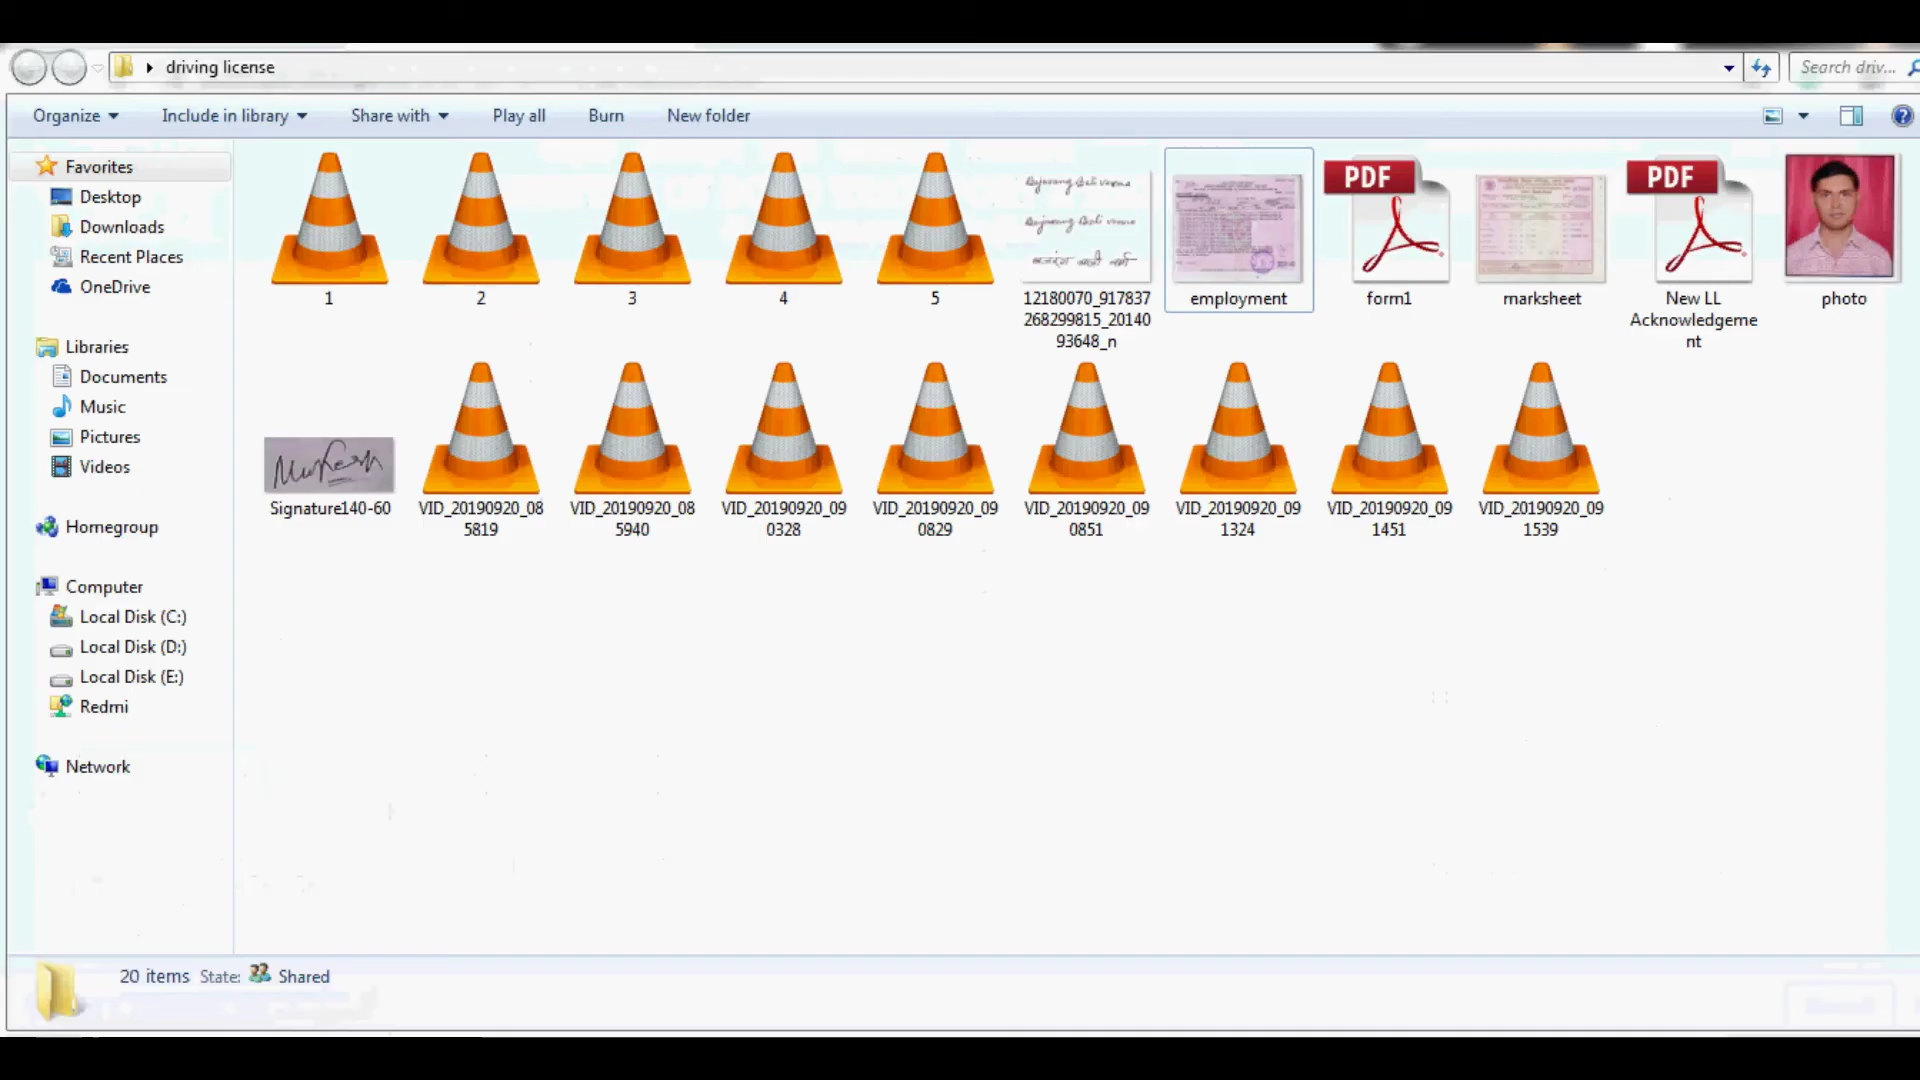 driving license
Search driv...
Organize
Include in library
Share with
Play all
Burn
New folder
Favorites
Desktop
Downloads
Recent Places
OneDrive
Libraries
Documents
Music
Pictures
Videos
Homegroup
Computer
Local Disk (C:)
Local Disk (D:)
Local Disk (E:)
Redmi
Network
1
2
3
4
5
12180070_917837
268299815_20140
93648_n
employment
PDF
form1
marksheet
PDF
New LL
Acknowledgeme
nt
photo
Signature140-60
VID_20190920_08
5819
VID_20190920_08
5940
VID_20190920_09
0328
VID_20190920_09
0829
VID_20190920_09
0851
VID_20190920_09
1324
VID_20190920_09
1451
VID_20190920_09
1539
20 items State: Shared